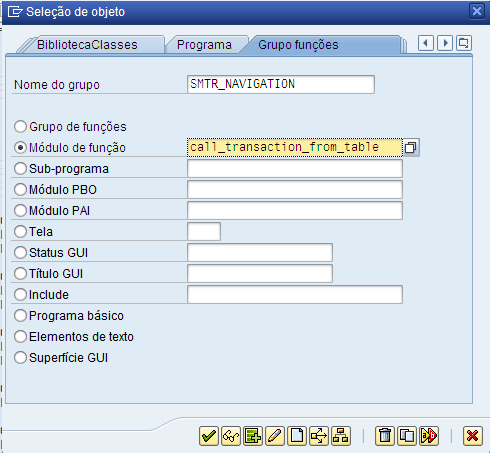 Seleção de objeto
BibliotecaClasses Programa Grupo funções
Nome do grupo SMTR_NAVIGATION
Grupo de funções
Módulo de função call_transaction_from_table
Sub-programa
Módulo PBO
Módulo PAI
Tela
Status GUI
Título GUI
Include
Programa básico
Elementos de texto
Superfície GUI